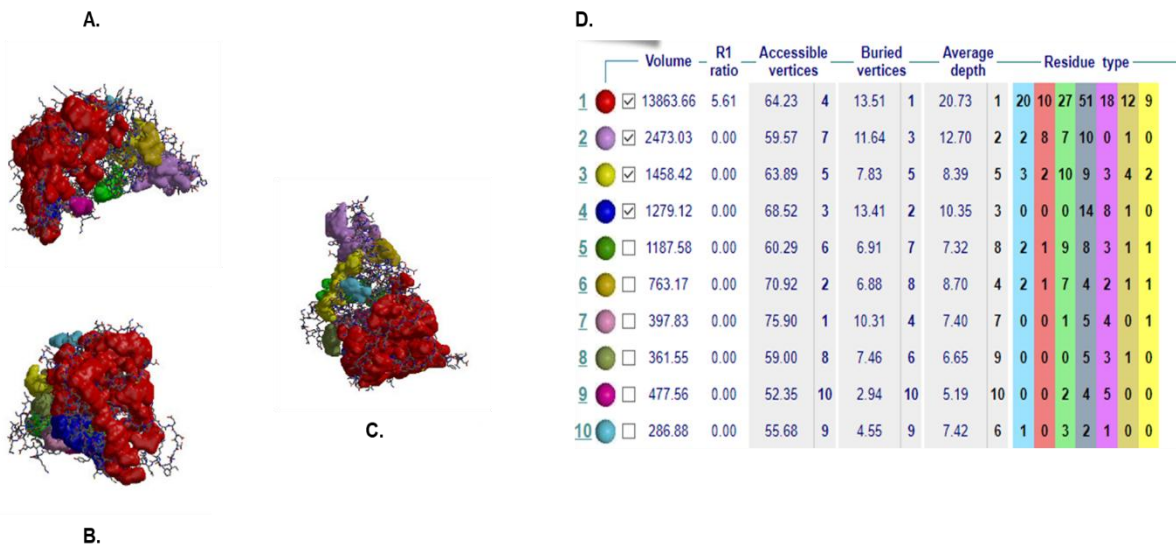 A.
B.
C.
D.
Volume R1 ratio Accessible vertices Buried vertices Average depth Residue type
1 13863.66 5.61 64.23 4 13.51 1 20.73 1 20 10 27 51 18 12 9
2 2473.03 0.00 59.57 7 11.64 3 12.70 2 2 8 7 10 0 1 0
3 1458.42 0.00 63.89 5 7.83 5 8.39 5 3 2 10 9 3 4 2
4 1279.12 0.00 68.52 3 13.41 2 10.35 3 0 0 0 14 8 1 0
5 1187.58 0.00 60.29 6 6.91 7 7.32 8 2 1 9 8 3 1 1
6 763.17 0.00 70.92 2 6.88 8 8.70 4 2 1 7 4 2 1 1
7 397.83 0.00 75.90 1 10.31 4 7.40 7 0 0 1 5 4 0 1
8 361.55 0.00 59.00 8 7.46 6 6.65 9 0 0 0 5 3 1 0
9 477.56 0.00 52.35 10 2.94 10 5.19 10 0 0 2 4 5 0 0
10 286.88 0.00 55.68 9 4.55 9 7.42 6 1 0 3 2 1 0 0